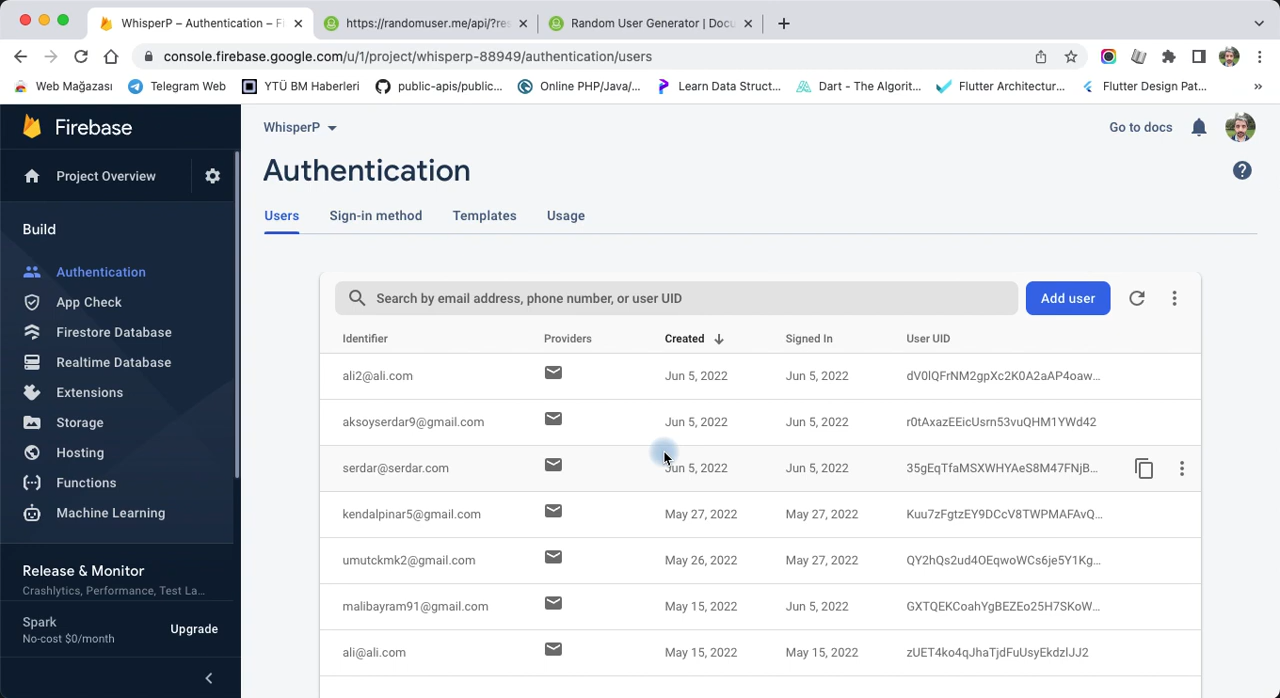 WhisperP – Authentication – Fi
https://randomuser.me/api/?res
Random User Generator | Docu
console.firebase.google.com/u/1/project/whisperp-88949/authentication/users
Web Mağazası
Telegram Web
YTÜ BM Haberleri
public-apis/public...
Online PHP/Java/...
Learn Data Struct...
Dart - The Algorit...
Flutter Architectur...
Flutter Design Pat...
»
Firebase
WhisperP
Go to docs
Project Overview
Authentication
Users
Sign-in method
Templates
Usage
Build
Authentication
App Check
Firestore Database
Realtime Database
Extensions
Storage
Hosting
Functions
Machine Learning
Release & Monitor
Crashlytics, Performance, Test La...
Spark
No-cost $0/month
Upgrade
Search by email address, phone number, or user UID
Add user
Identifier Providers Created Signed In User UID
ali2@ali.com Jun 5, 2022 Jun 5, 2022 dV0lQFrNM2gpXc2K0A2aAP4oaw...
aksoyserdar9@gmail.com Jun 5, 2022 Jun 5, 2022 r0tAxazEEicUsrn53vuQHM1YWd42
serdar@serdar.com Jun 5, 2022 Jun 5, 2022 35gEqTfaMSXWHYAeS8M47FNjB...
kendalpinar5@gmail.com May 27, 2022 May 27, 2022 Kuu7zFgtzEY9DCcV8TWPMAFAvQ...
umutckmk2@gmail.com May 26, 2022 May 27, 2022 QY2hQs2ud4OEqwoWCs6je5Y1Kg...
malibayram91@gmail.com May 15, 2022 Jun 5, 2022 GXTQEKCoahYgBEZEo25H7SKoW...
ali@ali.com May 15, 2022 May 15, 2022 zUET4ko4qJhaTjdFuUsyEkdzlJJ2